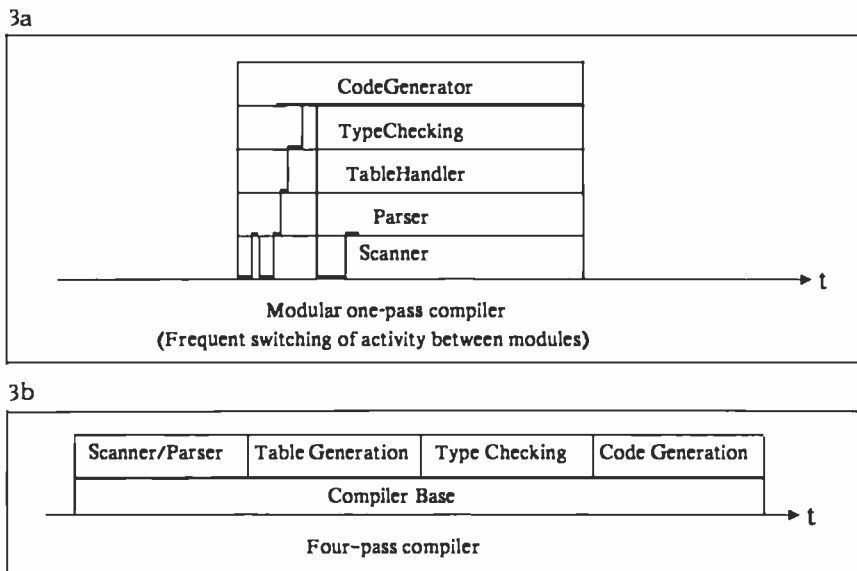 3a
CodeGenerator
TypeChecking
TableHandler
Parser
Scanner
t
Modular one-pass compiler
(Frequent switching of activity between modules)
3b
Scanner/Parser Table Generation Type Checking Code Generation
Compiler Base
t
Four-pass compiler